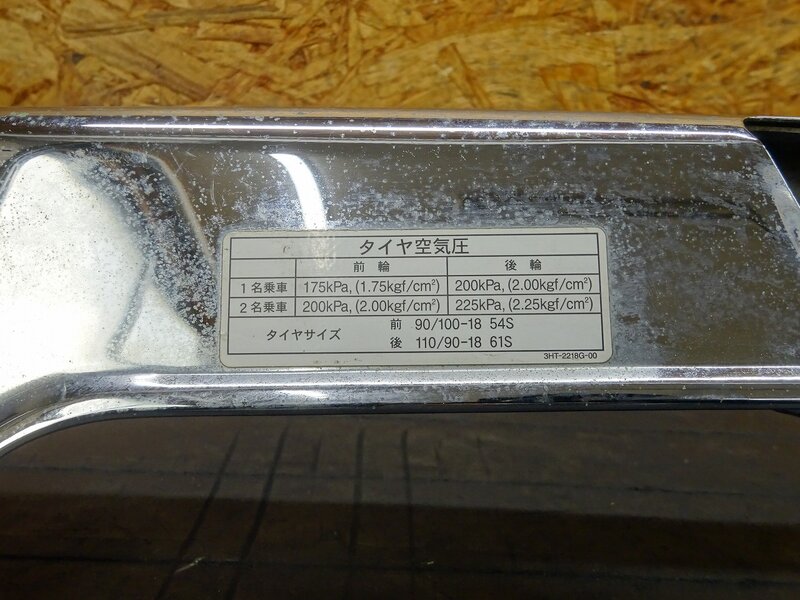 タイヤ空気圧
前輪 後輪
1名乗車 175kPa, (1.75kgf/cm²) 200kPa, (2.00kgf/cm²)
2名乗車 200kPa, (2.00kgf/cm²) 225kPa, (2.25kgf/cm²)
タイヤサイズ 前 90/100-18 54S
後 110/90-18 61S
3HT-2218G-00